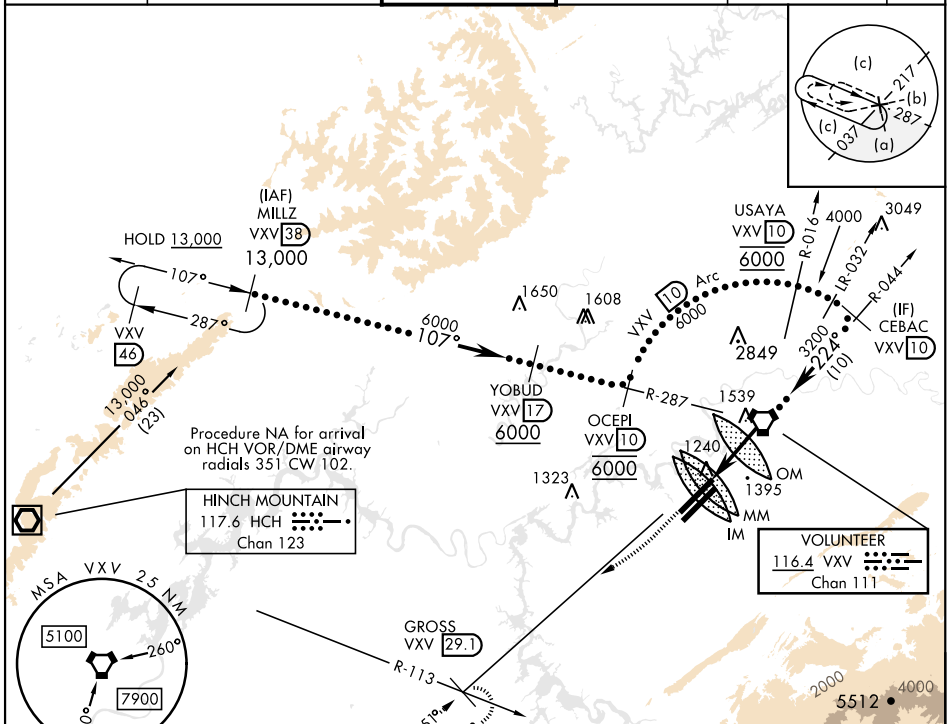 (c)
217
(b)
287
(c)
037
(a)
(IAF)
MILLZ
VXV 38
13,000
HOLD 13,000
107°
287°
VXV
46
13,000
046°
(23)
6000
107°
1650
1608
VXV 10 Arc
6000
USAYA
VXV 10
6000
R-016
4000
3049
LR-032
R-044
(IF)
CEBAC
VXV 10
3200
224°
(10)
2849
YOBUD
VXV 17
6000
R-287
OCEPI
VXV 10
6000
1539
1240
OM
1395
MM
IM
1323
Procedure NA for arrival
on HCH VOR/DME airway
radials 351 CW 102.
HINCH MOUNTAIN
117.6 HCH
Chan 123
VOLUNTEER
116.4 VXV
Chan 111
MSA VXV 25 NM
5100
260°
7900
0°
GROSS
VXV 29.1
R-113
51°
2000
4000
5512